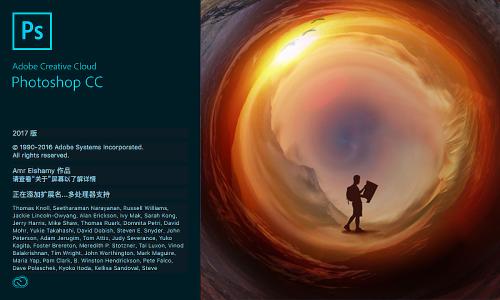 Ps
Adobe Creative Cloud
Photoshop CC
2017 版
© 1990-2016 Adobe Systems Incorporated.
All rights reserved.
Amr Elshamy 作品
请查看"关于"屏幕以了解详情
正在添加扩展名...多处理器支持
Thomas Knoll, Seetharaman Narayanan, Russell Williams,
Jackie Lincoln-Owyang, Alan Erickson, Ivy Mak, Sarah Kong,
Jerry Harris, Mike Shaw, Thomas Ruark, Domnita Petri, David
Mohr, Yukie Takahashi, David Dobish, Steven E. Snyder, John
Peterson, Adam Jerugim, Tom Attix, Judy Severance, Yuko
Kagita, Foster Brereton, Meredith P. Stotzner, Tai Luxon, Vinod
Balakrishnan, Tim Wright, John Worthington, Mark Maguire,
Maria Yap, Pam Clark, B. Winston Hendrickson, Pete Falco,
Dave Polaschek, Kyoko Itoda, Kellisa Sandoval, Steve